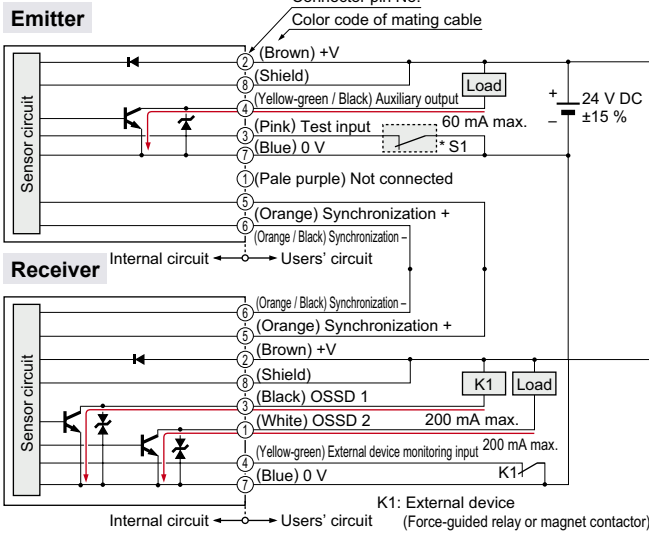 Connector pin No.
Emitter
Color code of mating cable
2 (Brown) +V
8 (Shield)
Load
4 (Yellow-green / Black) Auxiliary output
+
24 V DC
±15 %
–
60 mA max.
3 (Pink) Test input
* S1
7 (Blue) 0 V
Sensor circuit
1 (Pale purple) Not connected
5 (Orange) Synchronization +
6 (Orange / Black) Synchronization –
Internal circuit Users' circuit
Receiver
6 (Orange / Black) Synchronization –
5 (Orange) Synchronization +
2 (Brown) +V
8 (Shield)
K1 Load
3 (Black) OSSD 1
1 (White) OSSD 2 200 mA max.
Sensor circuit
4 (Yellow-green) External device monitoring input 200 mA max.
7 (Blue) 0 V K1
K1: External device
Internal circuit Users' circuit (Force-guided relay or magnet contactor)